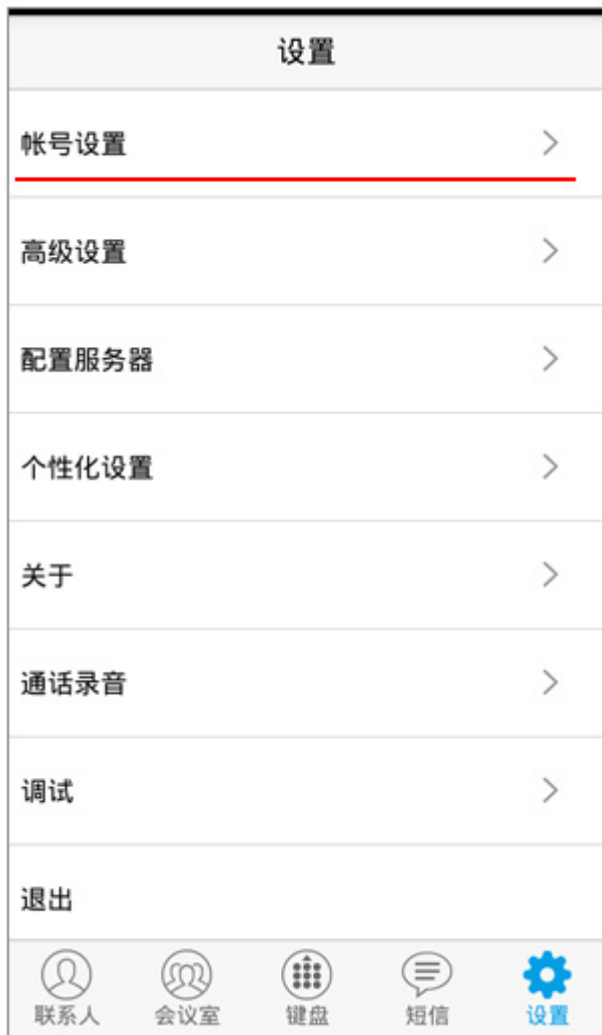 设置
帐号设置
高级设置
配置服务器
个性化设置
关于
通话录音
调试
退出
联系人 会议室 键盘 短信 设置